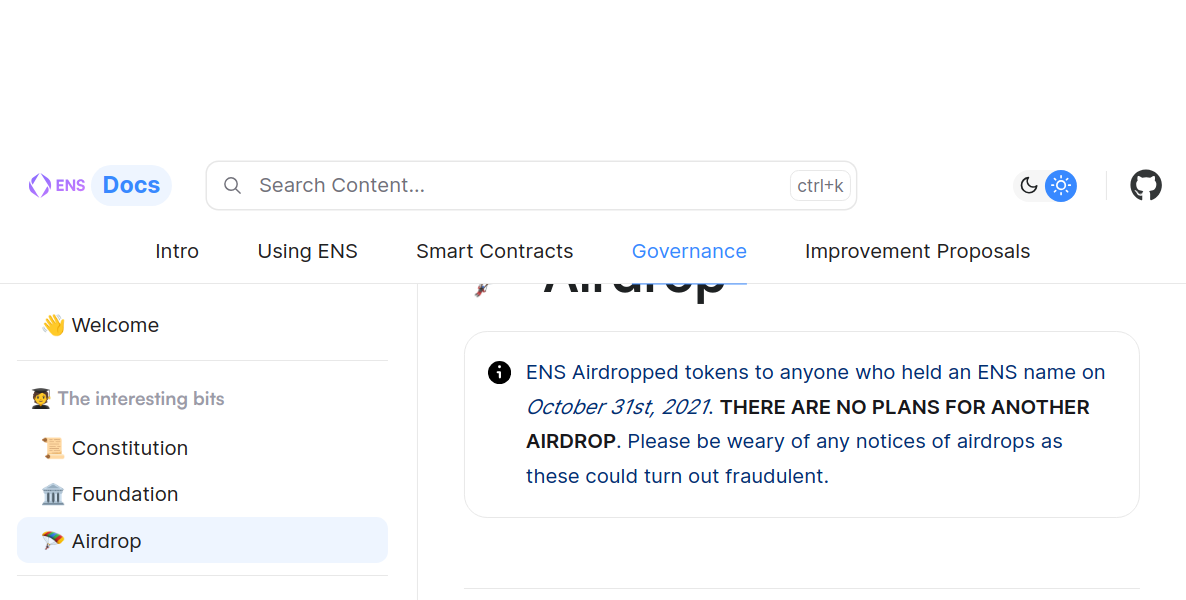 ENS Docs
Search Content...
ctrl+k
Intro
Using ENS
Smart Contracts
Governance
Improvement Proposals
👋 Welcome
🧑‍🎓 The interesting bits
📜 Constitution
🏛️ Foundation
🪂 Airdrop
🚀 Airdrop
ENS Airdropped tokens to anyone who held an ENS name on
October 31st, 2021. THERE ARE NO PLANS FOR ANOTHER
AIRDROP. Please be weary of any notices of airdrops as
these could turn out fraudulent.